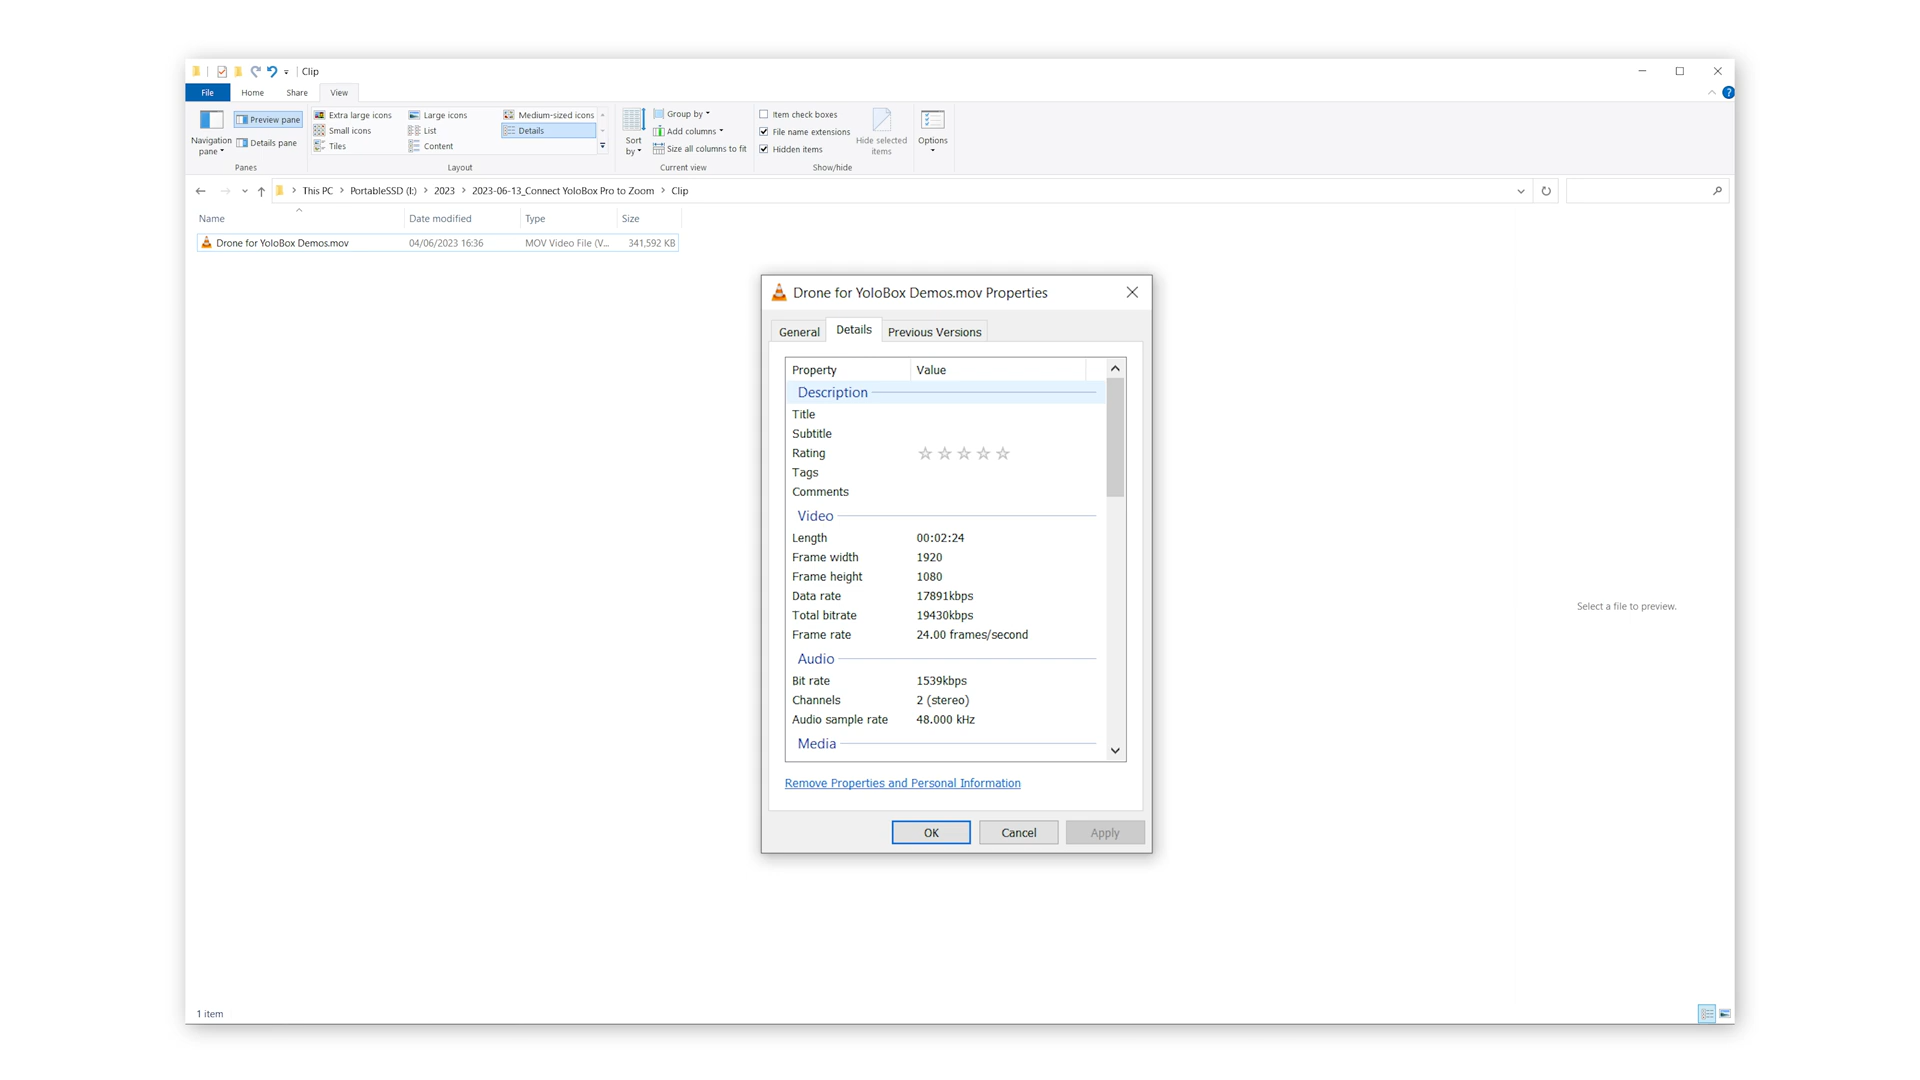 Clip
File Home Share View
Navigation pane
Preview pane
Details pane
Panes
Extra large icons Large icons Medium-sized icons
Small icons List Details
Tiles Content
Layout
Sort by
Group by
Add columns
Size all columns to fit
Current view
Item check boxes
File name extensions
Hidden items
Hide selected items
Show/hide
Options
This PC PortableSSD (I:) 2023 2023-06-13_Connect YoloBox Pro to Zoom Clip
Name Date modified Type Size
Drone for YoloBox Demos.mov 04/06/2023 16:36 MOV Video File (V... 341,592 KB
Drone for YoloBox Demos.mov Properties
General Details Previous Versions
Property Value
Description
Title
Subtitle
Rating
Tags
Comments
Video
Length 00:02:24
Frame width 1920
Frame height 1080
Data rate 17891kbps
Total bitrate 19430kbps
Frame rate 24.00 frames/second
Audio
Bit rate 1539kbps
Channels 2 (stereo)
Audio sample rate 48.000 kHz
Media
Remove Properties and Personal Information
OK Cancel Apply
Select a file to preview.
1 item